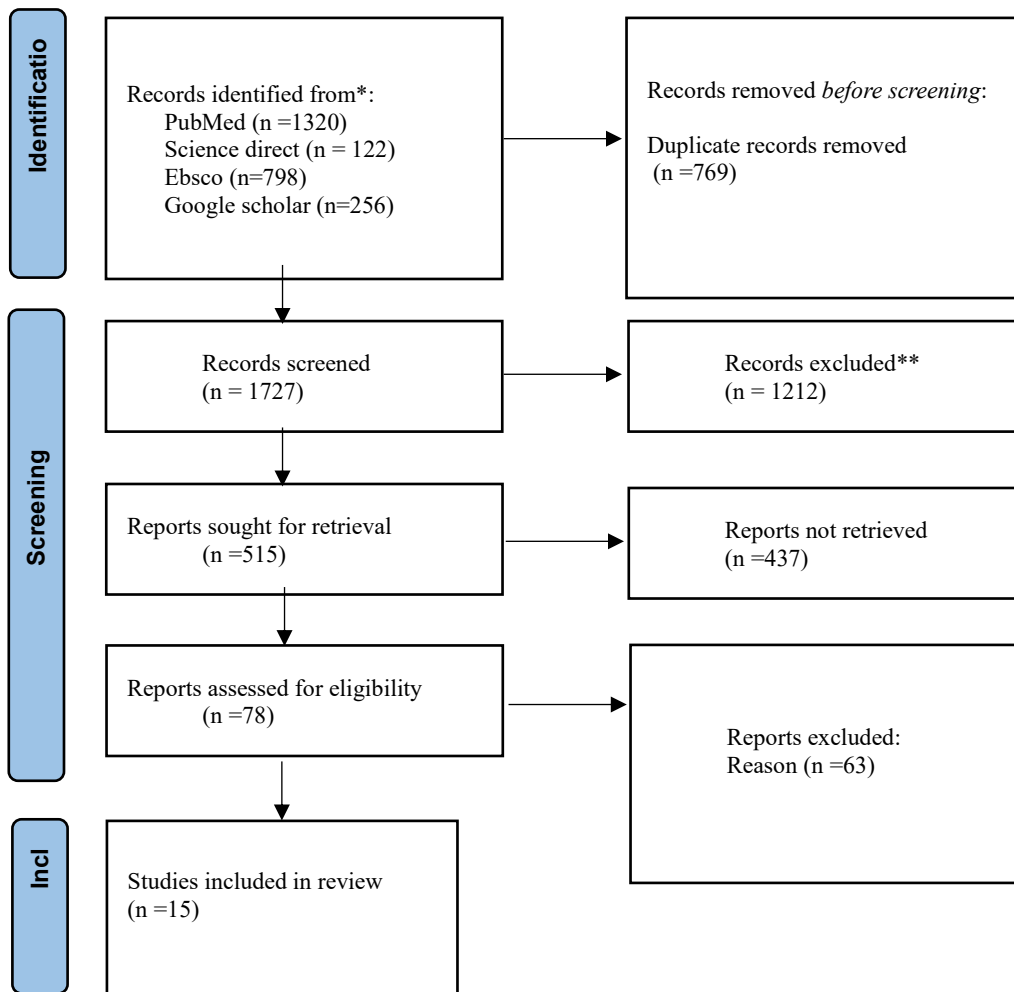 Identificatio
Records identified from*:
PubMed (n =1320)
Science direct (n = 122)
Ebsco (n=798)
Google scholar (n=256)
Records removed before screening:
Duplicate records removed
(n =769)
Screening
Records screened
(n = 1727)
Records excluded**
(n = 1212)
Reports sought for retrieval
(n =515)
Reports not retrieved
(n =437)
Reports assessed for eligibility
(n =78)
Reports excluded:
Reason (n =63)
Incl
Studies included in review
(n =15)